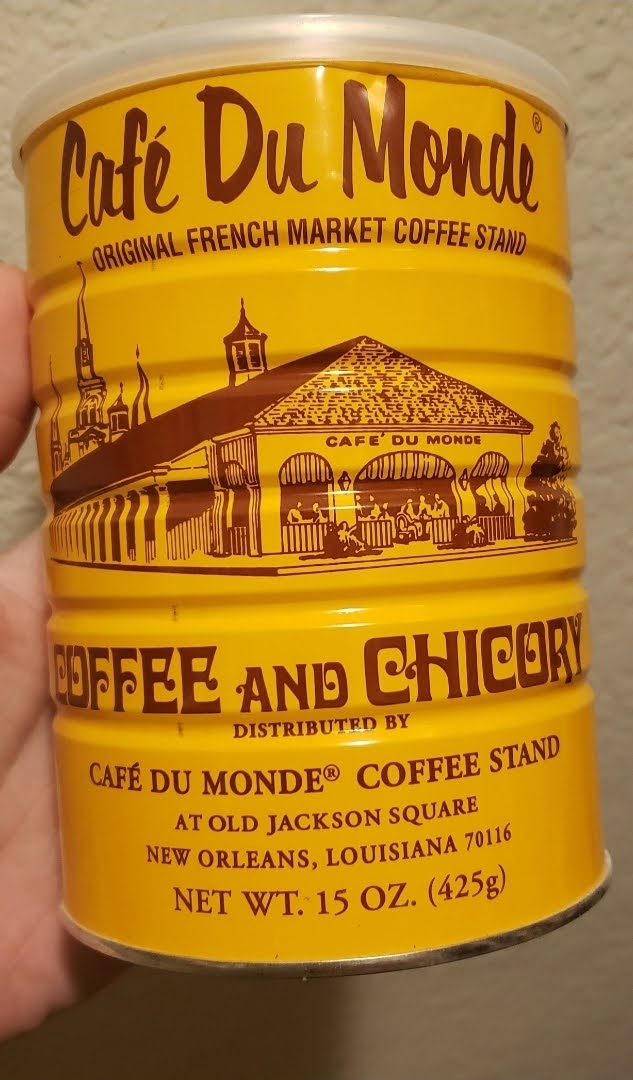 Café Du Monde®
ORIGINAL FRENCH MARKET COFFEE STAND
CAFE´ DU MONDE
COFFEE AND CHICORY
DISTRIBUTED BY
CAFÉ DU MONDE® COFFEE STAND
AT OLD JACKSON SQUARE
NEW ORLEANS, LOUISIANA 70116
NET WT. 15 OZ. (425g)